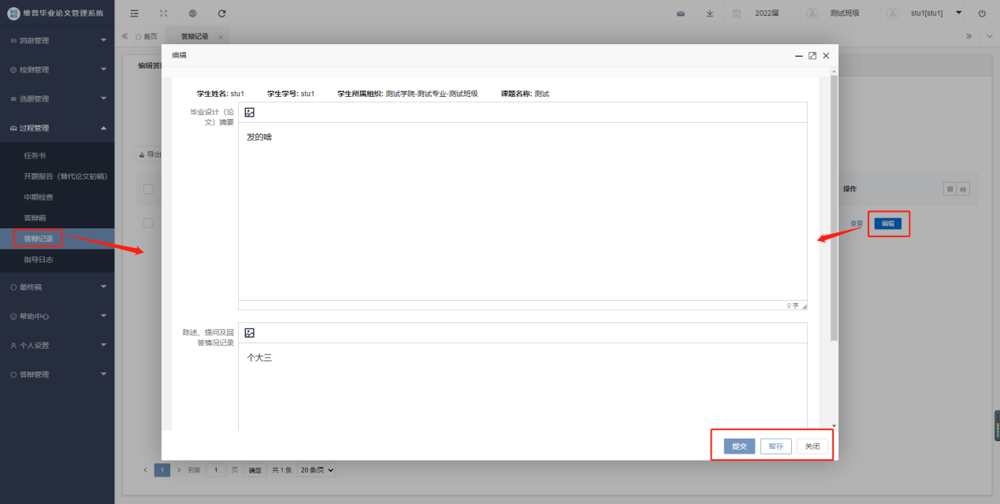 维普毕业论文管理系统
2022届
测试班级
stu1[stu1]
消息管理
首页
答辩记录
检测管理
编辑答
编辑
选题管理
学生姓名: stu1
学生学号: stu1
学生所属组织: 测试学院-测试专业-测试班级
课题名称: 测试
过程管理
毕业设计（论
文）摘要
发的啥
任务书
导出
开题报告（替代论文初稿）
中期检查
操作
答辩稿
查看
编辑
答辩记录
指导日志
最终稿
0 字
帮助中心
陈述、提问及回
答情况记录
个人设置
个大三
答辩管理
提交
暂存
关闭
1
到第
1
页
确定
共 1 条
20 条/页